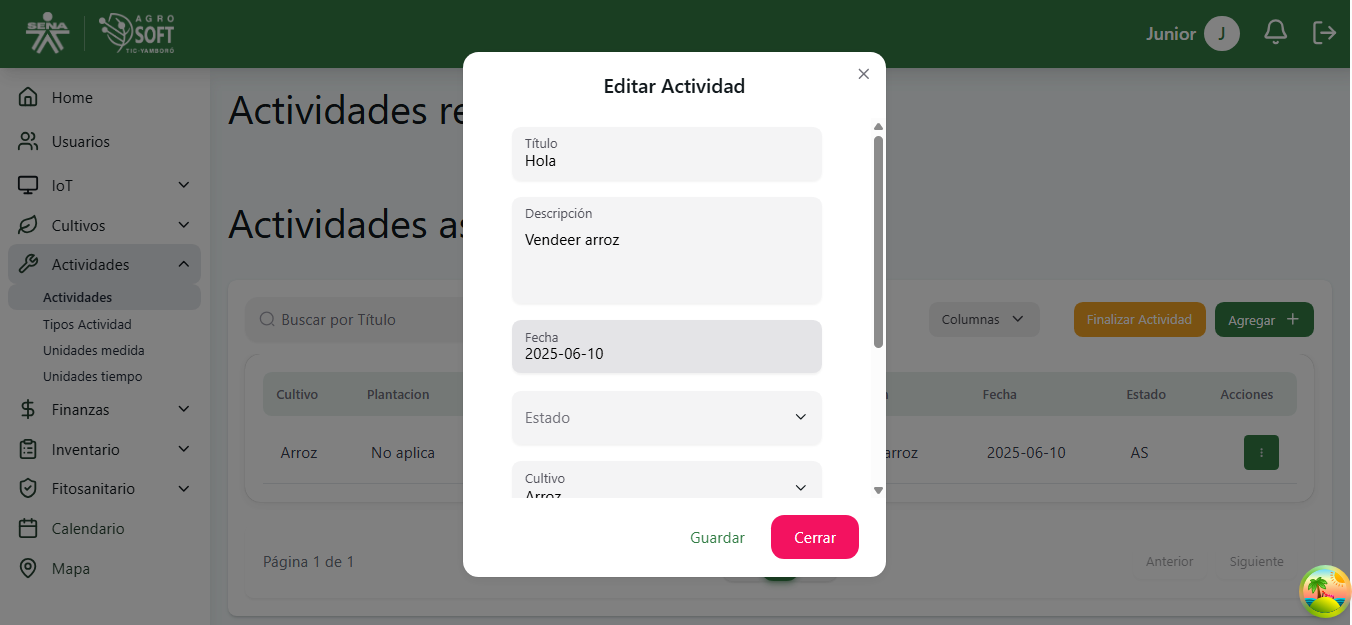 SENA
AGRO
SOFT
TIC-YAMBORÓ
Junior
J
Home
Usuarios
IoT
Cultivos
Actividades
Actividades
Tipos Actividad
Unidades medida
Unidades tiempo
Finanzas
Inventario
Fitosanitario
Calendario
Mapa
Actividades re
Actividades as
Buscar por Título
Columnas
Finalizar Actividad
Agregar
Cultivo Plantacion Fecha Estado Acciones
Arroz No aplica arroz 2025-06-10 AS
Página 1 de 1
Anterior Siguiente
Editar Actividad
Título
Hola
Descripción
Vendeer arroz
Fecha
2025-06-10
Estado
Cultivo
Arroz
Guardar Cerrar